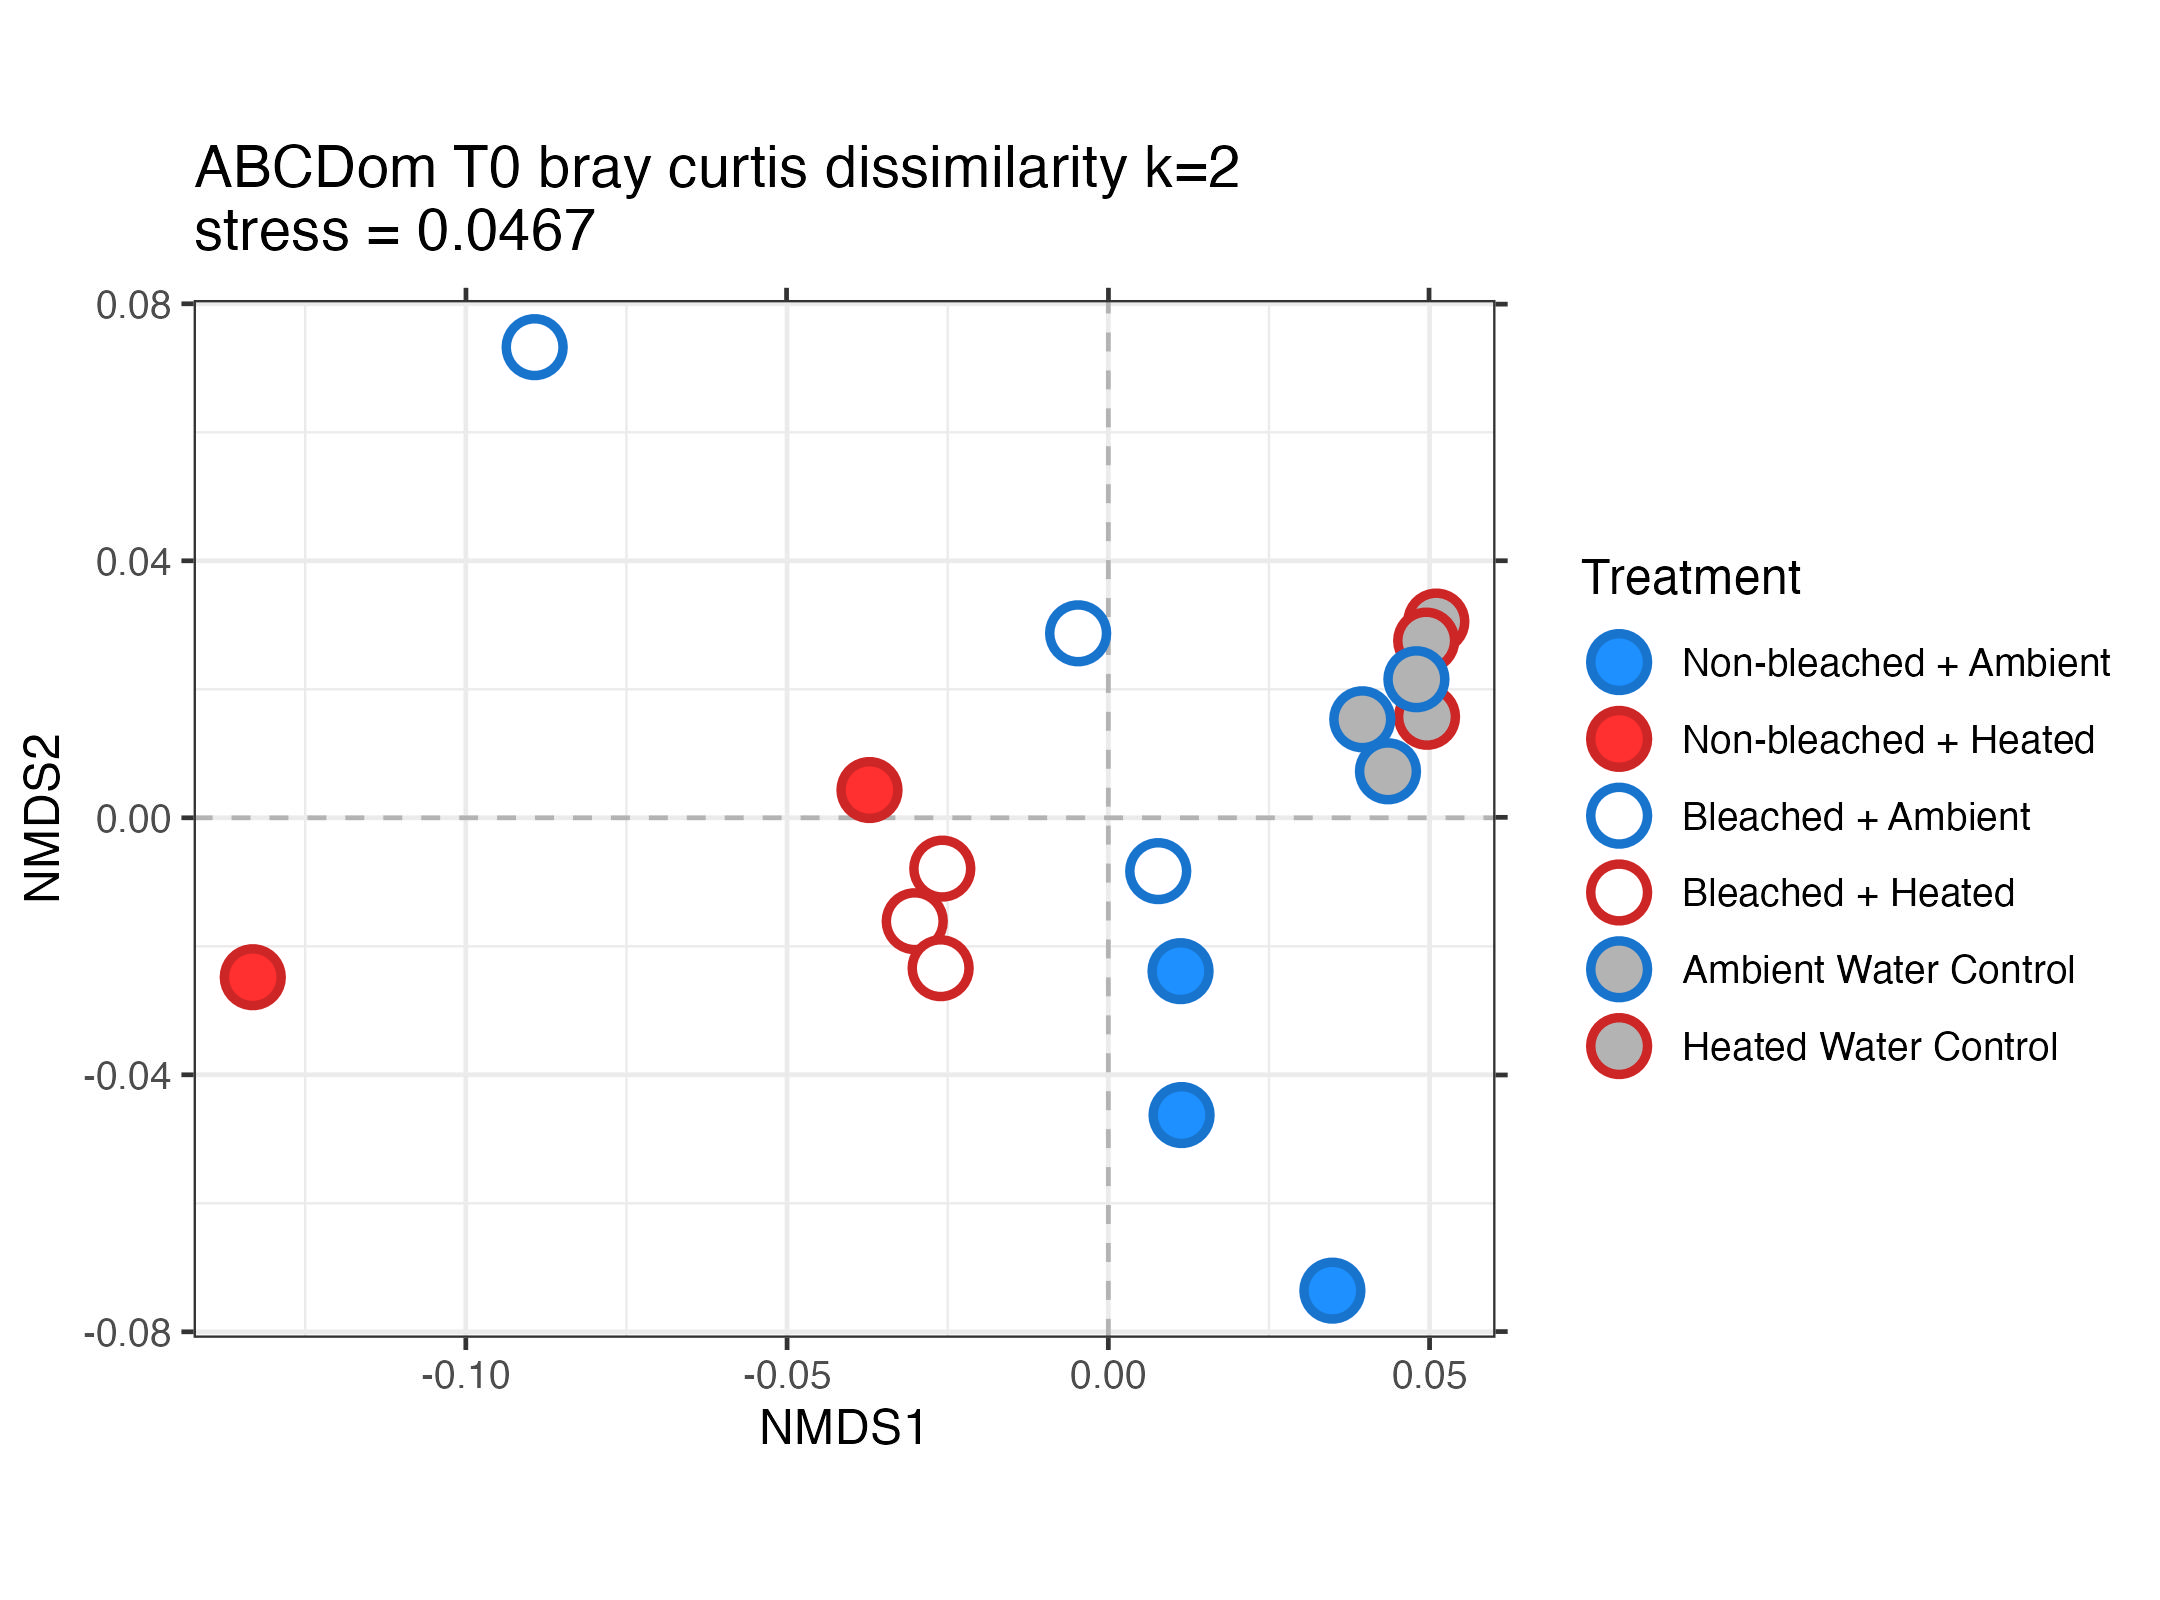 ABCDom T0 bray curtis dissimilarity k=2
stress = 0.0467
0.08
0.04
0.00
-0.04
-0.08
NMDS2
-0.10
-0.05
0.00
0.05
NMDS1
Treatment
Non-bleached + Ambient
Non-bleached + Heated
Bleached + Ambient
Bleached + Heated
Ambient Water Control
Heated Water Control